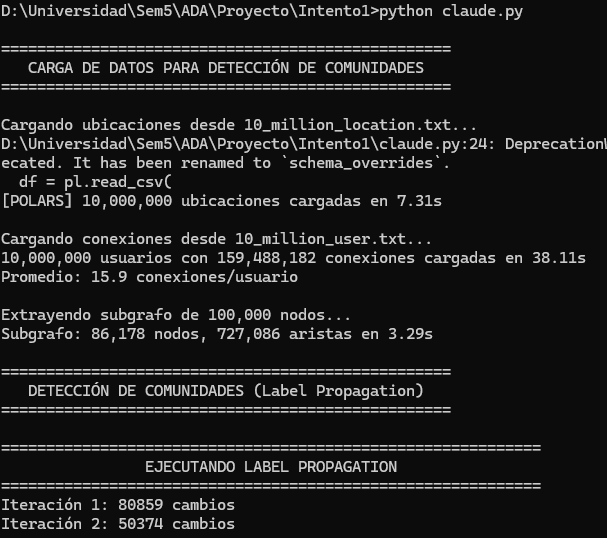 D:\Universidad\Sem5\ADA\Proyecto\Intento1>python claude.py
==================================================
CARGA DE DATOS PARA DETECCIÓN DE COMUNIDADES
==================================================
Cargando ubicaciones desde 10_million_location.txt...
D:\Universidad\Sem5\ADA\Proyecto\Intento1\claude.py:24: DeprecationW
ecated. It has been renamed to `schema_overrides`.
df = pl.read_csv(
[POLARS] 10,000,000 ubicaciones cargadas en 7.31s
Cargando conexiones desde 10_million_user.txt...
10,000,000 usuarios con 159,488,182 conexiones cargadas en 38.11s
Promedio: 15.9 conexiones/usuario
Extrayendo subgrafo de 100,000 nodos...
Subgrafo: 86,178 nodos, 727,086 aristas en 3.29s
==================================================
DETECCIÓN DE COMUNIDADES (Label Propagation)
==================================================
============================================================
EJECUTANDO LABEL PROPAGATION
============================================================
Iteración 1: 80859 cambios
Iteración 2: 50374 cambios